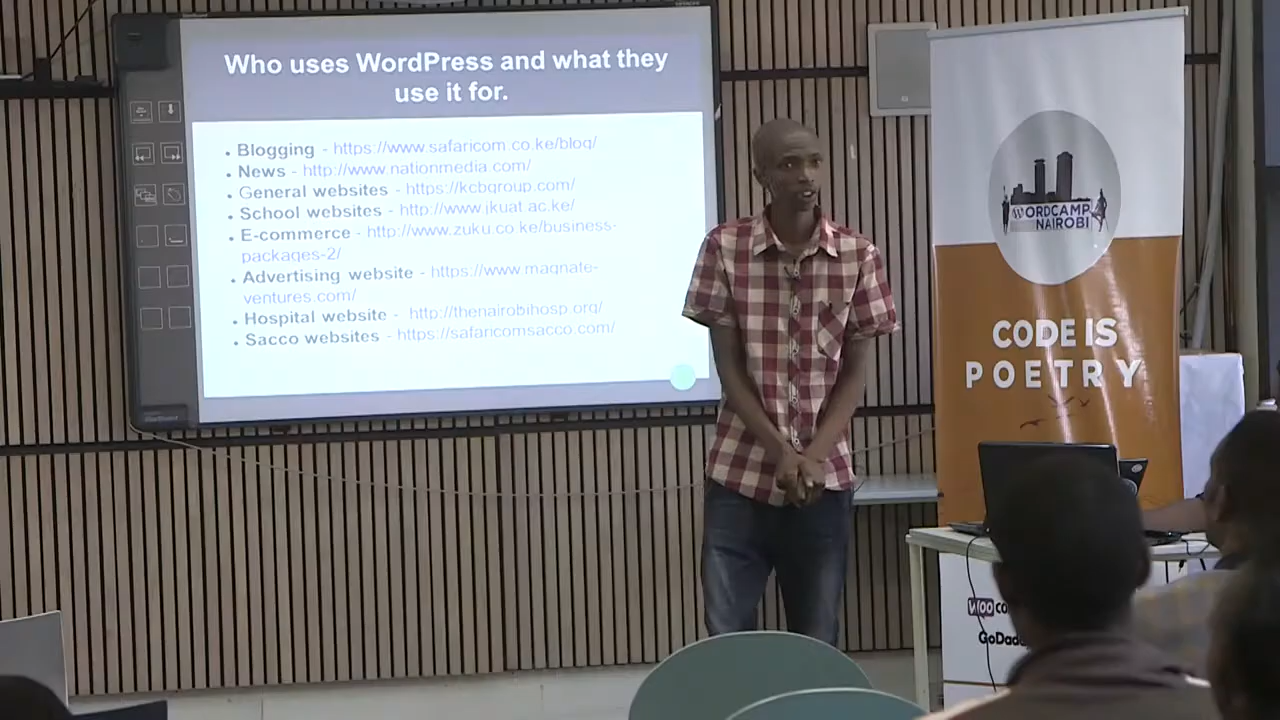 Who uses WordPress and what they
use it for.
• Blogging - https://www.safaricom.co.ke/blog/
• News - http://www.nationmedia.com/
• General websites - https://kcbgroup.com/
• School websites - http://www.jkuat.ac.ke/
• E-commerce - http://www.zuku.co.ke/business-
packages-2/
• Advertising website - https://www.magnate-
ventures.com/
• Hospital website - http://thenairobihosp.org/
• Sacco websites - https://safaricomsacco.com/
WORDCAMP
NAIROBI
CODE IS
POETRY